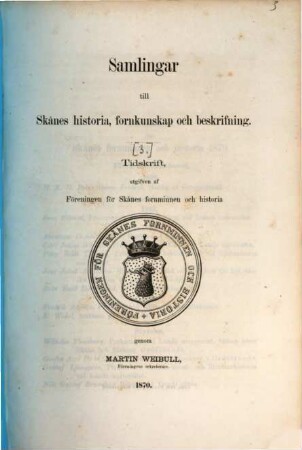 3
Samlingar
till
Skånes historia, fornkunskap och beskrifning.
[3.]
Tidskrift,
utgifven af
Föreningen för Skånes fornminnen och historia
FÖRENINGEN FÖR SKÅNES FORNMINNEN OCH HISTORIA
genom
MARTIN WEIBULL,
Föreningens sekreterare.
1870.